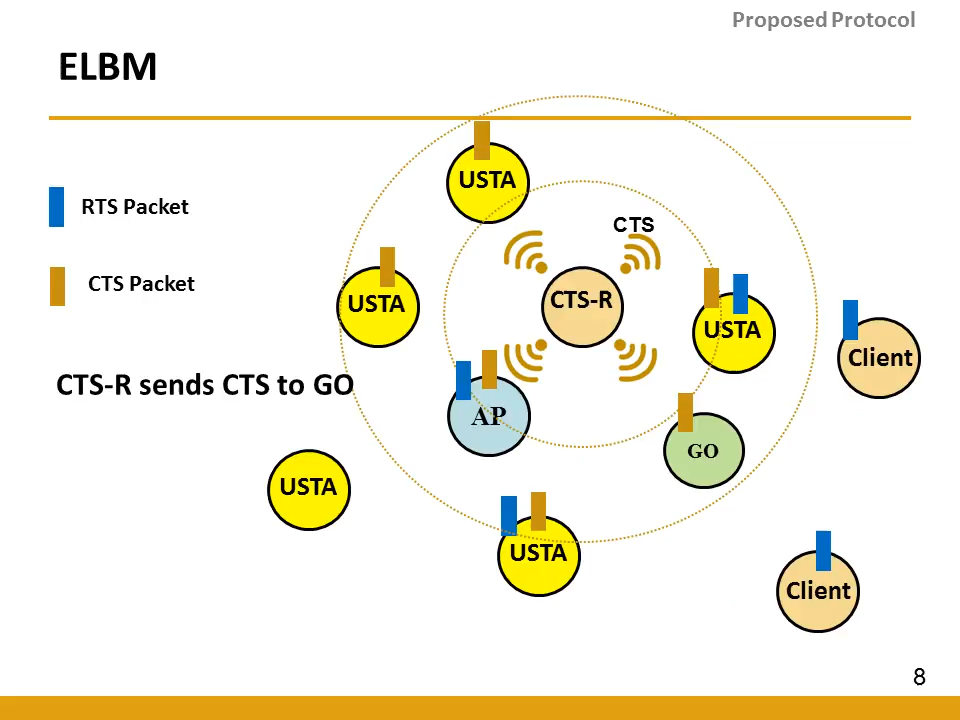 Proposed Protocol
ELBM
USTA
RTS Packet
CTS
CTS Packet
USTA
CTS-R
USTA
Client
CTS-R sends CTS to GO
AP
GO
USTA
USTA
Client
8